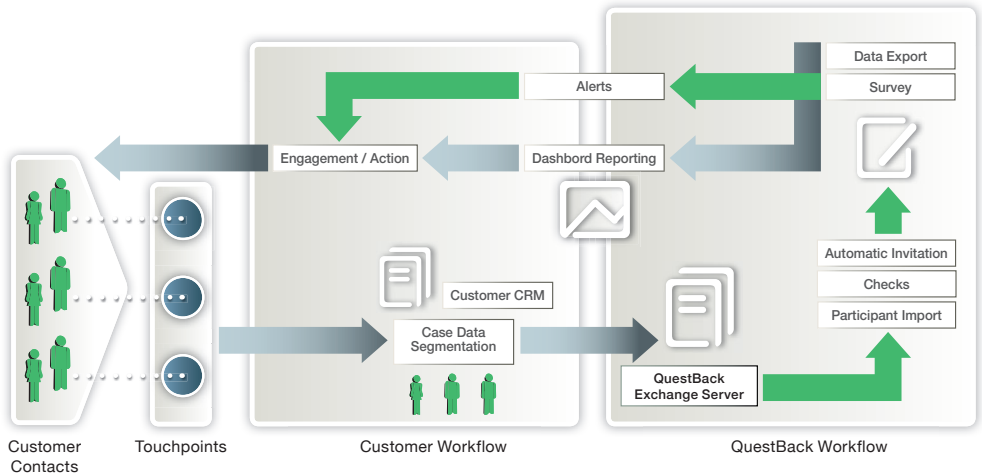 Data Export
Alerts
Survey
Engagement / Action
Dashbord Reporting
Automatic Invitation
Customer CRM
Checks
Participant Import
Case Data
Segmentation
QuestBack
Exchange Server
Customer
Contacts
Touchpoints
Customer Workflow
QuestBack Workflow